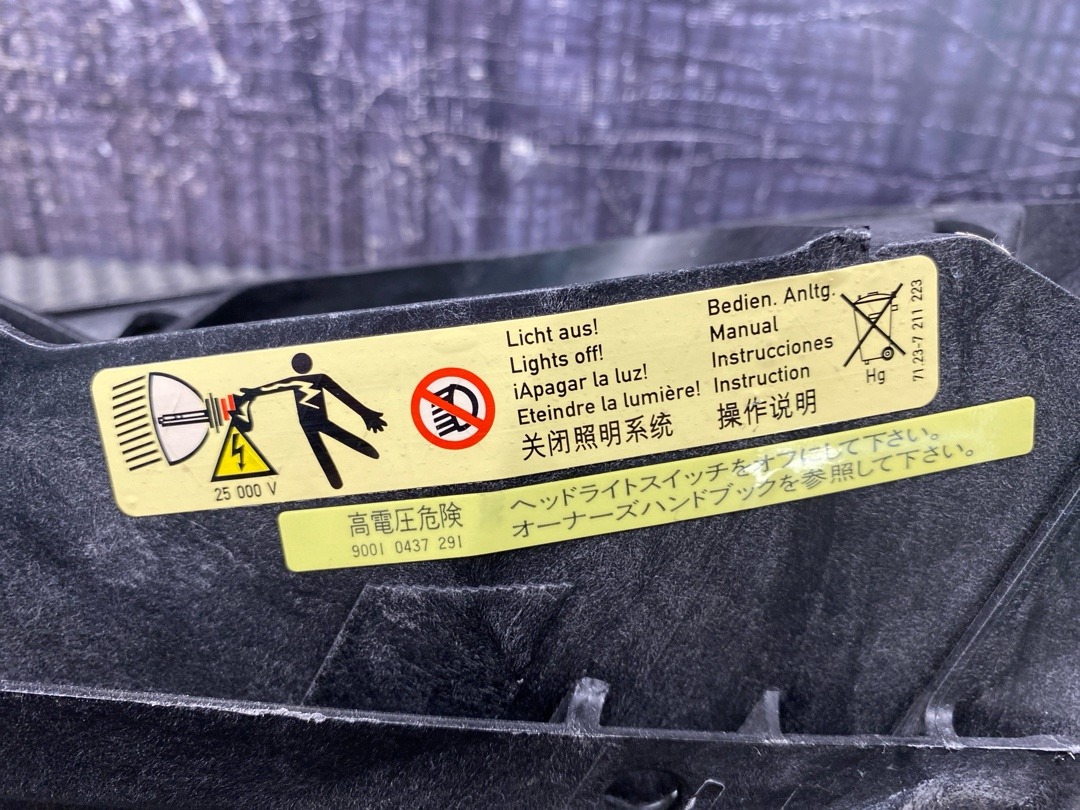 25 000 V
Licht aus!
Lights off!
¡Apagar la luz!
Eteindre la lumière!
关闭照明系统
Bedien. Anltg.
Manual
Instrucciones
Instruction
操作说明
Hg
71.23-7 211 223
高電圧危険
9001 0437 291
ヘッドライトスイッチをオフにして下さい。
オーナーズハンドブックを参照して下さい。